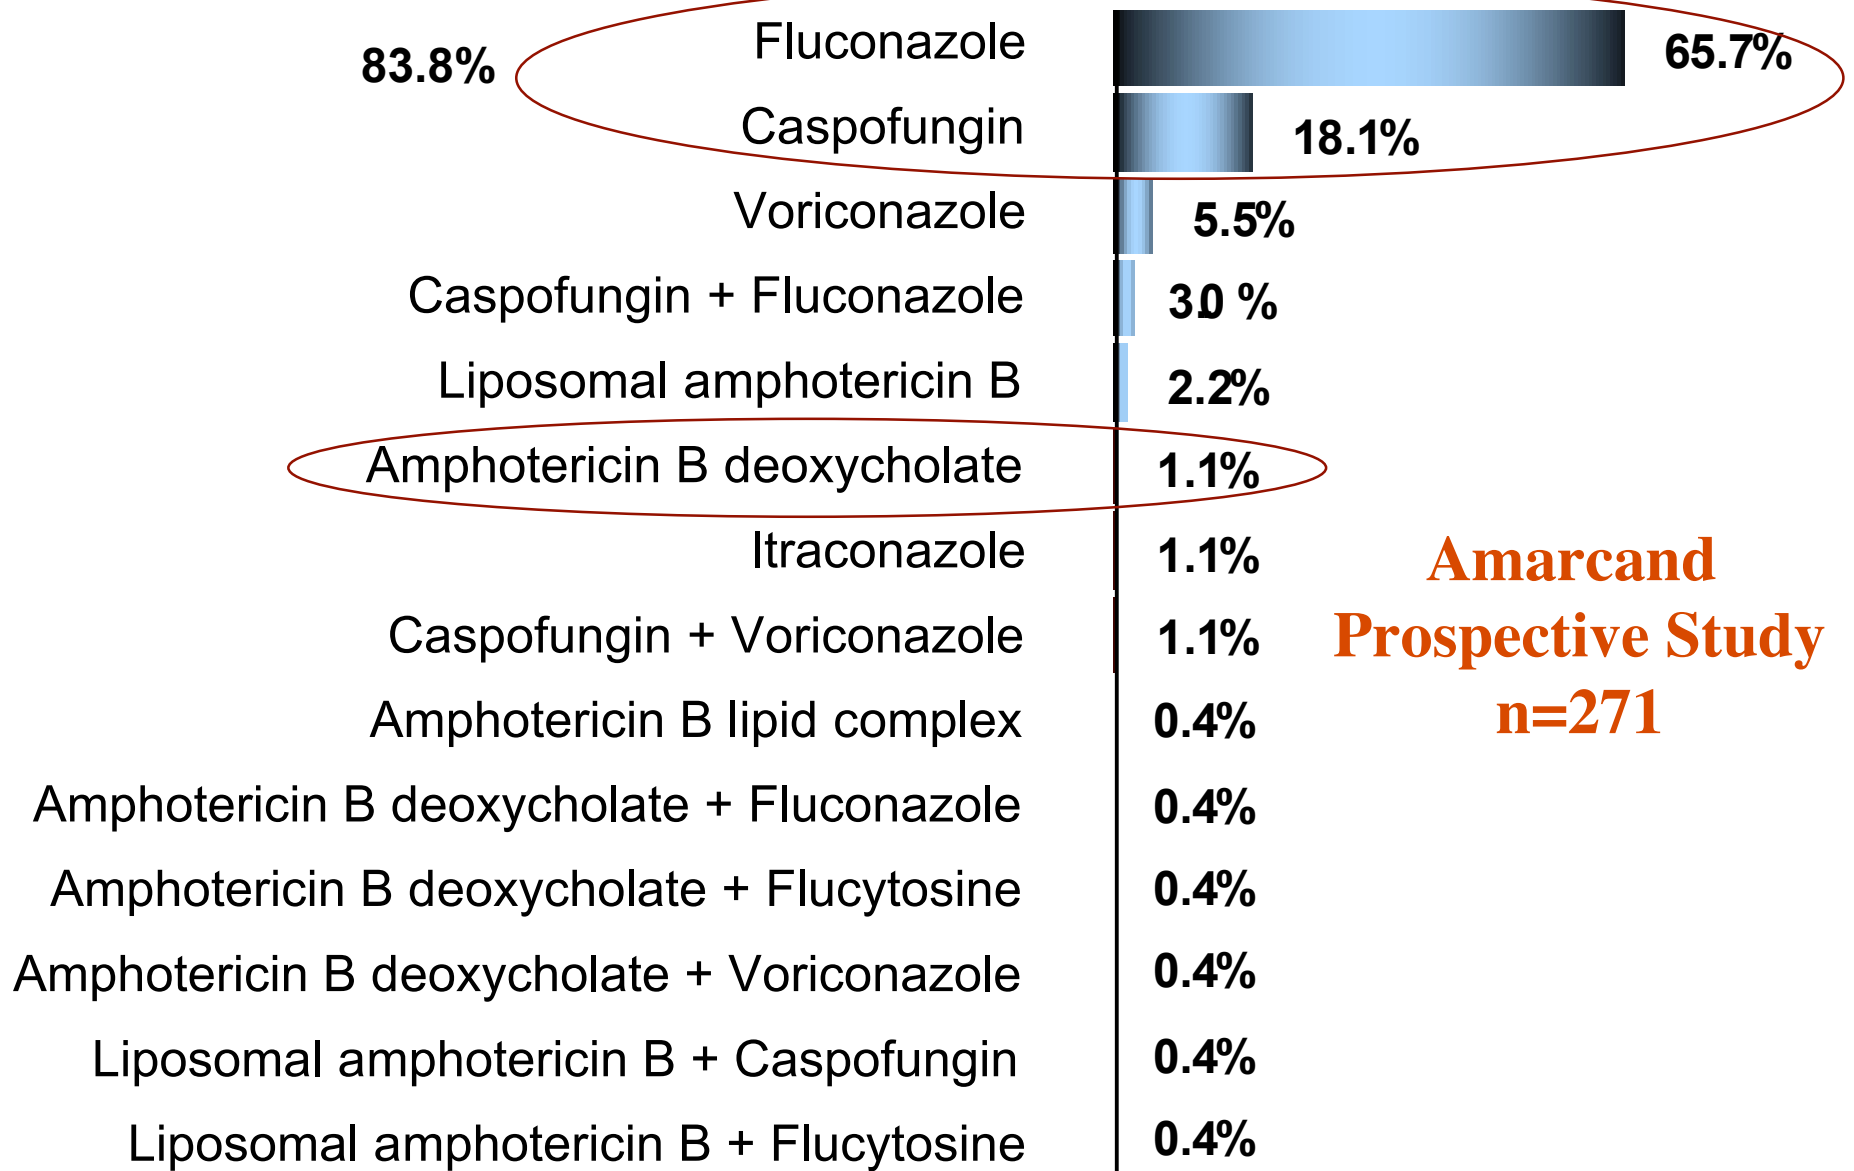 83.8%
Fluconazole 65.7%
Caspofungin 18.1%
Voriconazole 5.5%
Caspofungin + Fluconazole 3.0 %
Liposomal amphotericin B 2.2%
Amphotericin B deoxycholate 1.1%
Itraconazole 1.1%
Caspofungin + Voriconazole 1.1%
Amphotericin B lipid complex 0.4%
Amphotericin B deoxycholate + Fluconazole 0.4%
Amphotericin B deoxycholate + Flucytosine 0.4%
Amphotericin B deoxycholate + Voriconazole 0.4%
Liposomal amphotericin B + Caspofungin 0.4%
Liposomal amphotericin B + Flucytosine 0.4%
Amarcand
Prospective Study
n=271